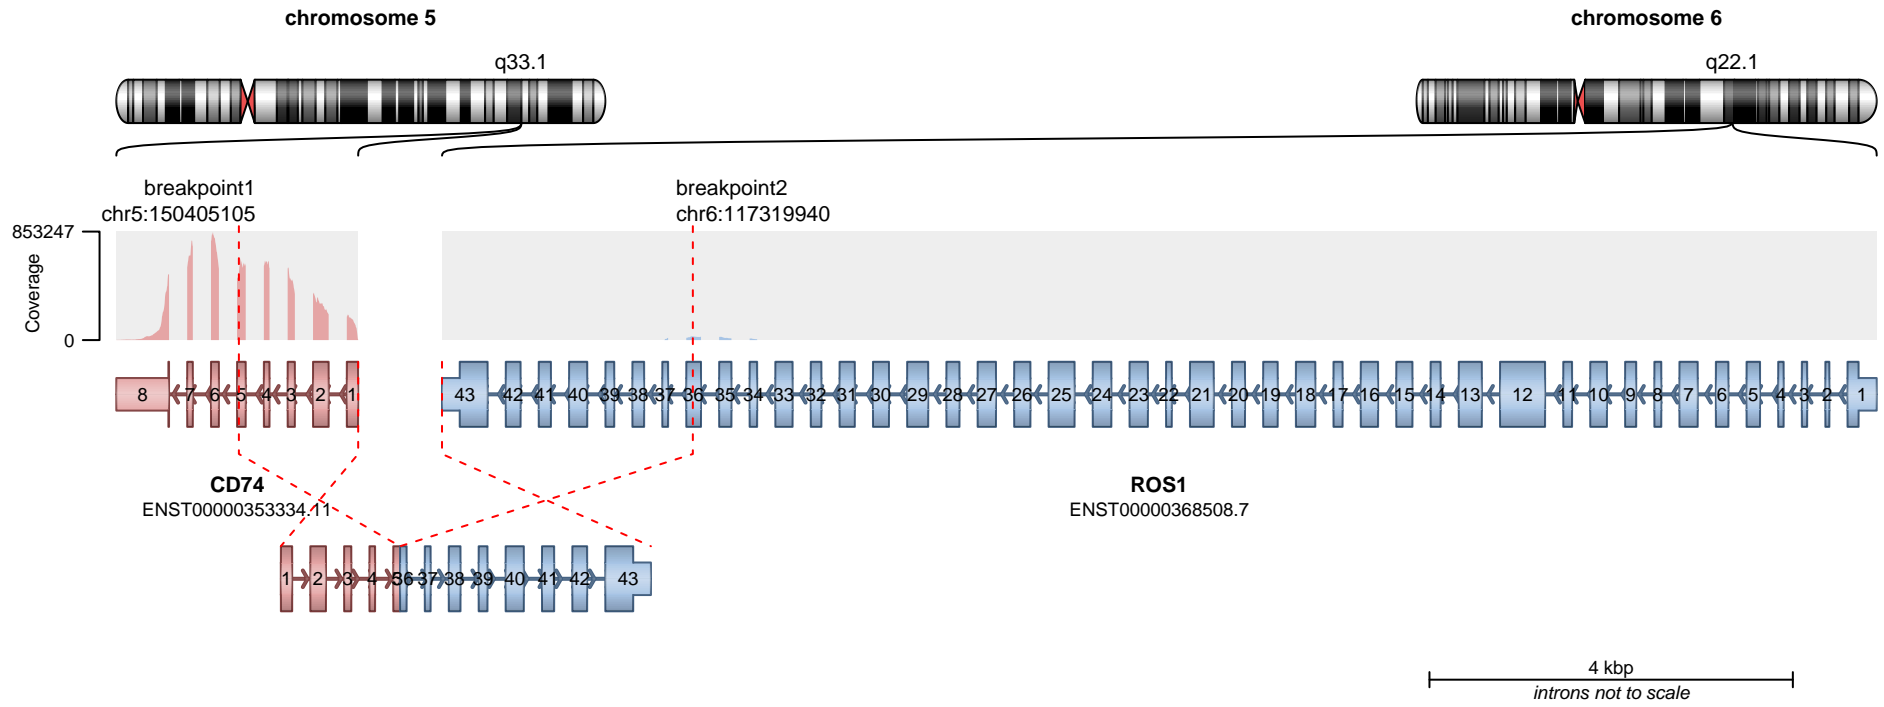 chromosome 5
chromosome 6
q33.1
q22.1
breakpoint1
chr5:150405105
breakpoint2
chr6:117319940
853247
Coverage
0
8 7 6 5 4 3 2 1
43 42 41 40 39 38 37 36 35 34 33 32 31 30 29 28 27 26 25 24 23 22 21 20 19 18 17 16 15 14 13 12 11 10 9 8 7 6 5 4 3 2 1
CD74
ENST00000353334.11
ROS1
ENST00000368508.7
1 2 3 4 5 36 37 38 39 40 41 42 43
4 kbp
introns not to scale